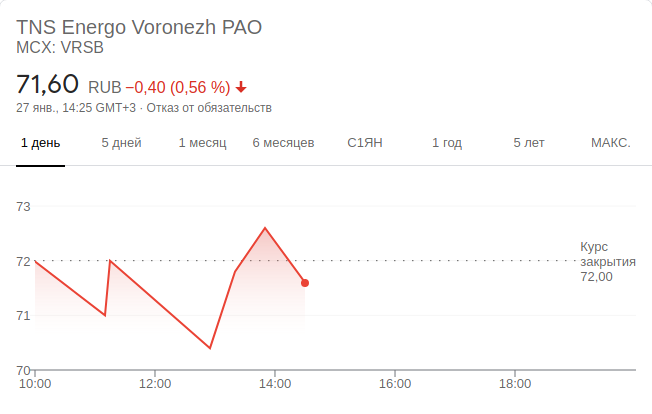 TNS Energo Voronezh PAO
MCX: VRSB
71,60 RUB −0,40 (0,56 %)
27 янв., 14:25 GMT+3 · Отказ от обязательств
1 день 5 дней 1 месяц 6 месяцев С1ЯН 1 год 5 лет МАКС.
73
72
71
70
Курс
закрытия
72,00
10:00 12:00 14:00 16:00 18:00